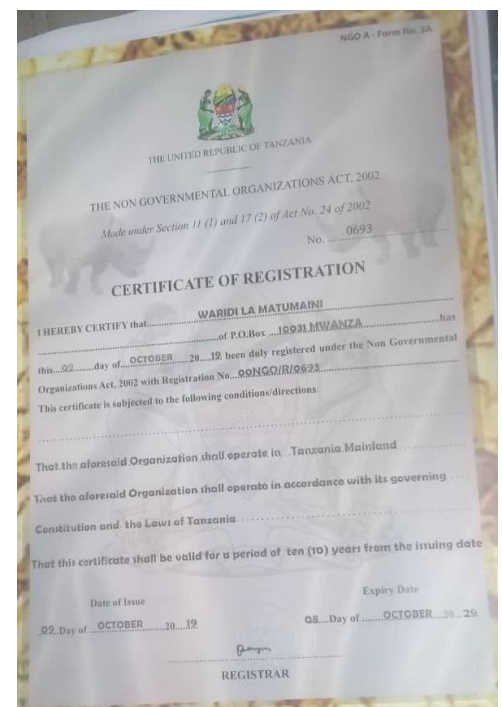 NGO A - Form No. 3A
THE UNITED REPUBLIC OF TANZANIA
THE NON GOVERNMENTAL ORGANIZATIONS ACT, 2002
Made under Section 11 (1) and 17 (2) of Act No. 24 of 2002
No. 0693
CERTIFICATE OF REGISTRATION
I HEREBY CERTIFY that WARIDI LA MATUMAINI
of P.O.Box 10031 MWANZA has
this 09 day of OCTOBER 20 19 been duly registered under the Non Governmental
Organizations Act, 2002 with Registration No. 00NGO/R/0693
This certificate is subjected to the following conditions/directions:
That the aforesaid Organization shall operate in Tanzania Mainland
That the aforesaid Organization shall operate in accordance with its governing
Constitution and the Laws of Tanzania
That this certificate shall be valid for a period of ten (10) years from the issuing date
Date of Issue Expiry Date
09 Day of OCTOBER 20 19 08 Day of OCTOBER 20 29
REGISTRAR